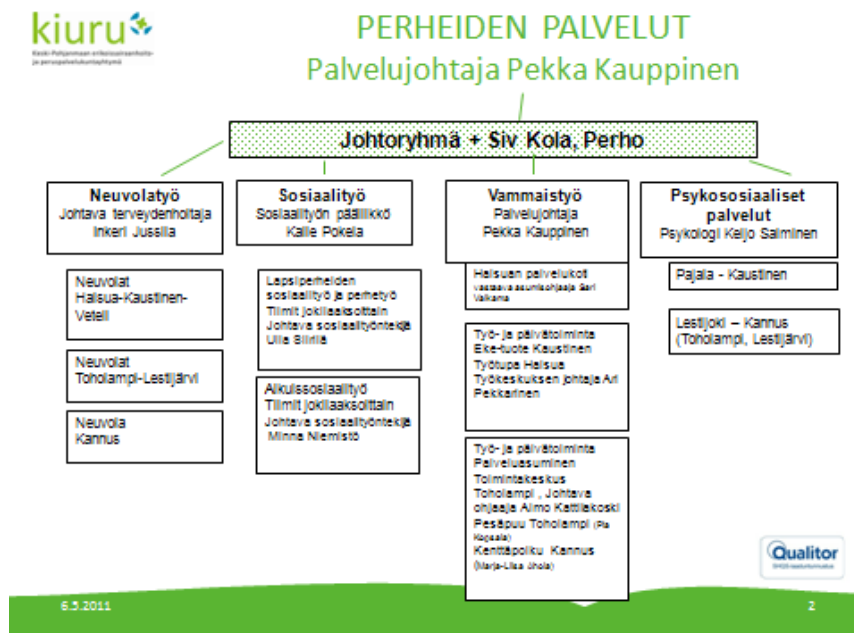 kiuru
Keski-Pohjanmaan erikoissairaanhoito-
ja peruspalvelukuntayhtymä
PERHEIDEN PALVELUT
Palvelujohtaja Pekka Kauppinen
Johtoryhmä + Siv Kola, Perho
Neuvolatyö
Johtava terveydenhoitaja
Inkeri Jussila
Neuvolat
Halsua-Kaustinen-
Veteli
Neuvolat
Toholampi-Lestijärvi
Neuvola
Kannus
Sosiaalityö
Sosiaalityön päällikkö
Kalle Pokela
Lapsiperheiden
sosiaalityö ja perhetyö
Tiimit jokilaaksoittain
Johtava sosiaalityöntekijä
Ulla Siirilä
Aikuissosiaalityö
Tiimit jokilaaksoittain
Johtava sosiaalityöntekijä
Minna Niemistö
Vammaistyö
Palvelujohtaja
Pekka Kauppinen
Halsuan palvelukoti
vastaava asumisohjaaja Sari
Valkama
Työ- ja päivätoiminta
Eke-tuote Kaustinen
Työtupa Halsua
Työkeskuksen johtaja Ari
Pekkarinen
Työ- ja päivätoiminta
Palveluasuminen
Toimintakeskus
Toholampi , Johtava
ohjaaja Aimo Kattilakoski
Pesäpuu Toholampi (Pia
Kenttäpolku Kannus
(Marja-Liisa Jhola)
Psykososiaaliset
palvelut
Psykologi Keijo Salminen
Pajala - Kaustinen
Lestijoki – Kannus
(Toholampi, Lestijärvi)
Qualitor
6.5.2011
2